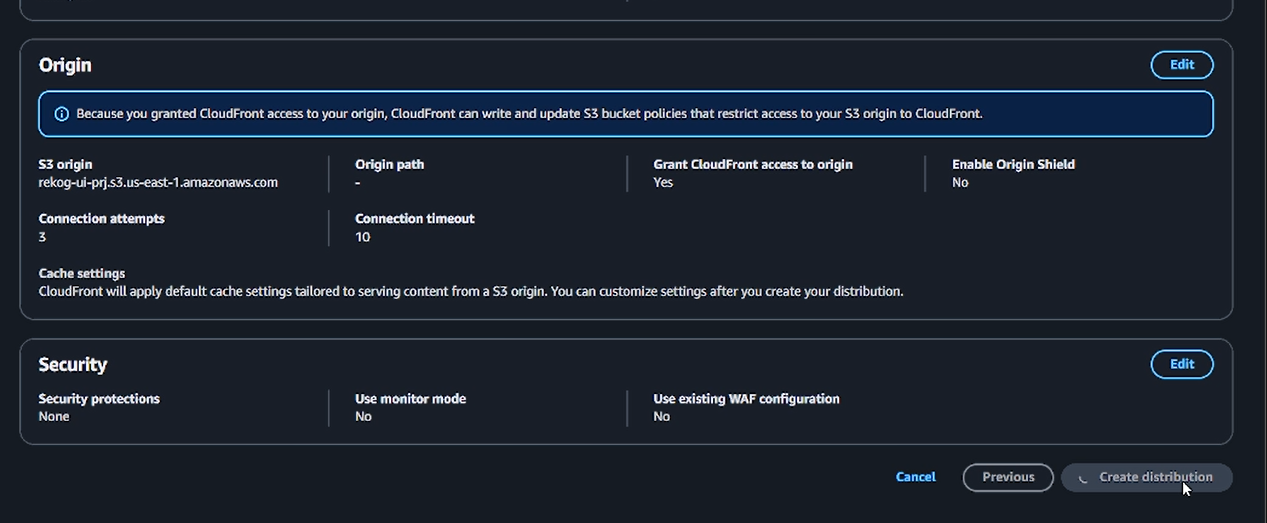 Origin
Edit
Because you granted CloudFront access to your origin, CloudFront can write and update S3 bucket policies that restrict access to your S3 origin to CloudFront.
S3 origin
rekog-ui-prj.s3.us-east-1.amazonaws.com
Origin path
-
Grant CloudFront access to origin
Yes
Enable Origin Shield
No
Connection attempts
3
Connection timeout
10
Cache settings
CloudFront will apply default cache settings tailored to serving content from a S3 origin. You can customize settings after you create your distribution.
Security
Edit
Security protections
None
Use monitor mode
No
Use existing WAF configuration
No
Cancel
Previous
Create distribution